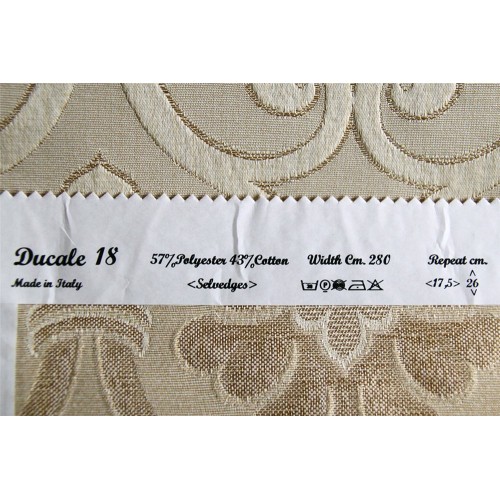 Ducale 18 57%Polyester 43%Cotton Width Cm. 280 Repeat cm.
Made in Italy <Selvedges> <17,5> 26